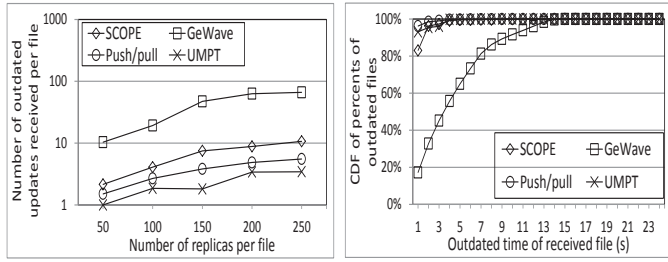 Number of outdated
updates received per file
1000
100
10
1
SCOPE
GeWave
Push/pull
UMPT
50
100
150
200
250
Number of replicas per file
CDF of percents of
outdated files
100%
80%
60%
40%
20%
0%
SCOPE
GeWave
Push/pull
UMPT
1
3
5
7
9
11
13
15
17
19
21
23
Outdated time of received file (s)